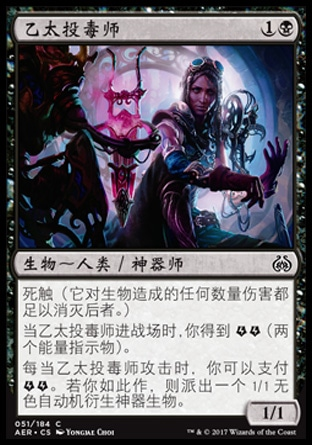 乙太投毒师 1
生物～人类／神器师
死触（它对生物造成的任何数量伤害都
足以消灭后者。）
当乙太投毒师进战场时，你得到（两
个能量指示物）。
每当乙太投毒师攻击时，你可以支
付。若你如此作，则派出一个 1/1 无
色自动机衍生神器生物。
1/1
051/184 C
AER • CS YONGJAE CHOI
™ & © 2017 Wizards of the Coast